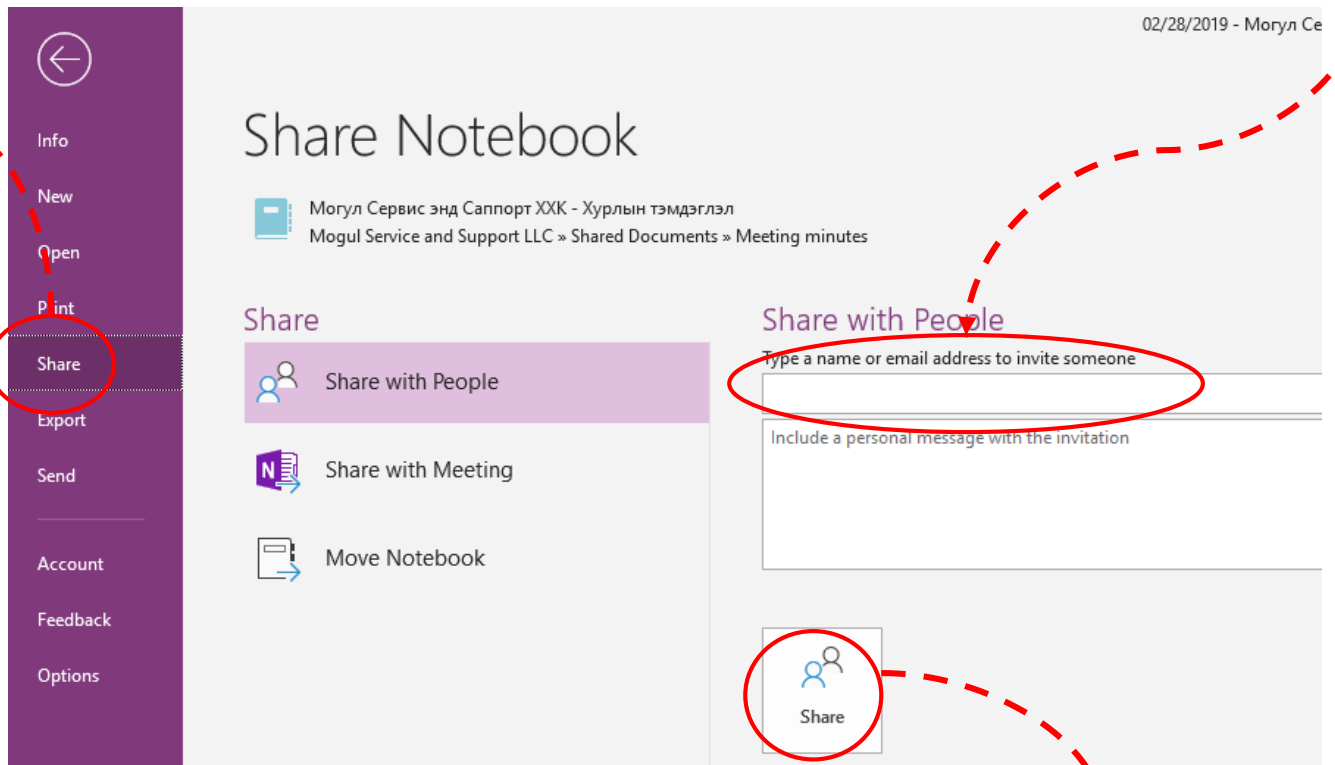 02/28/2019 - Могул Се
Info
New
Open
Print
Share
Export
Send
Account
Feedback
Options
Share Notebook
Могул Сервис энд Саппорт ХХК - Хурлын тэмдэглэл
Mogul Service and Support LLC » Shared Documents » Meeting minutes
Share
Share with People
Share with Meeting
Move Notebook
Share with People
Type a name or email address to invite someone
Include a personal message with the invitation
Share